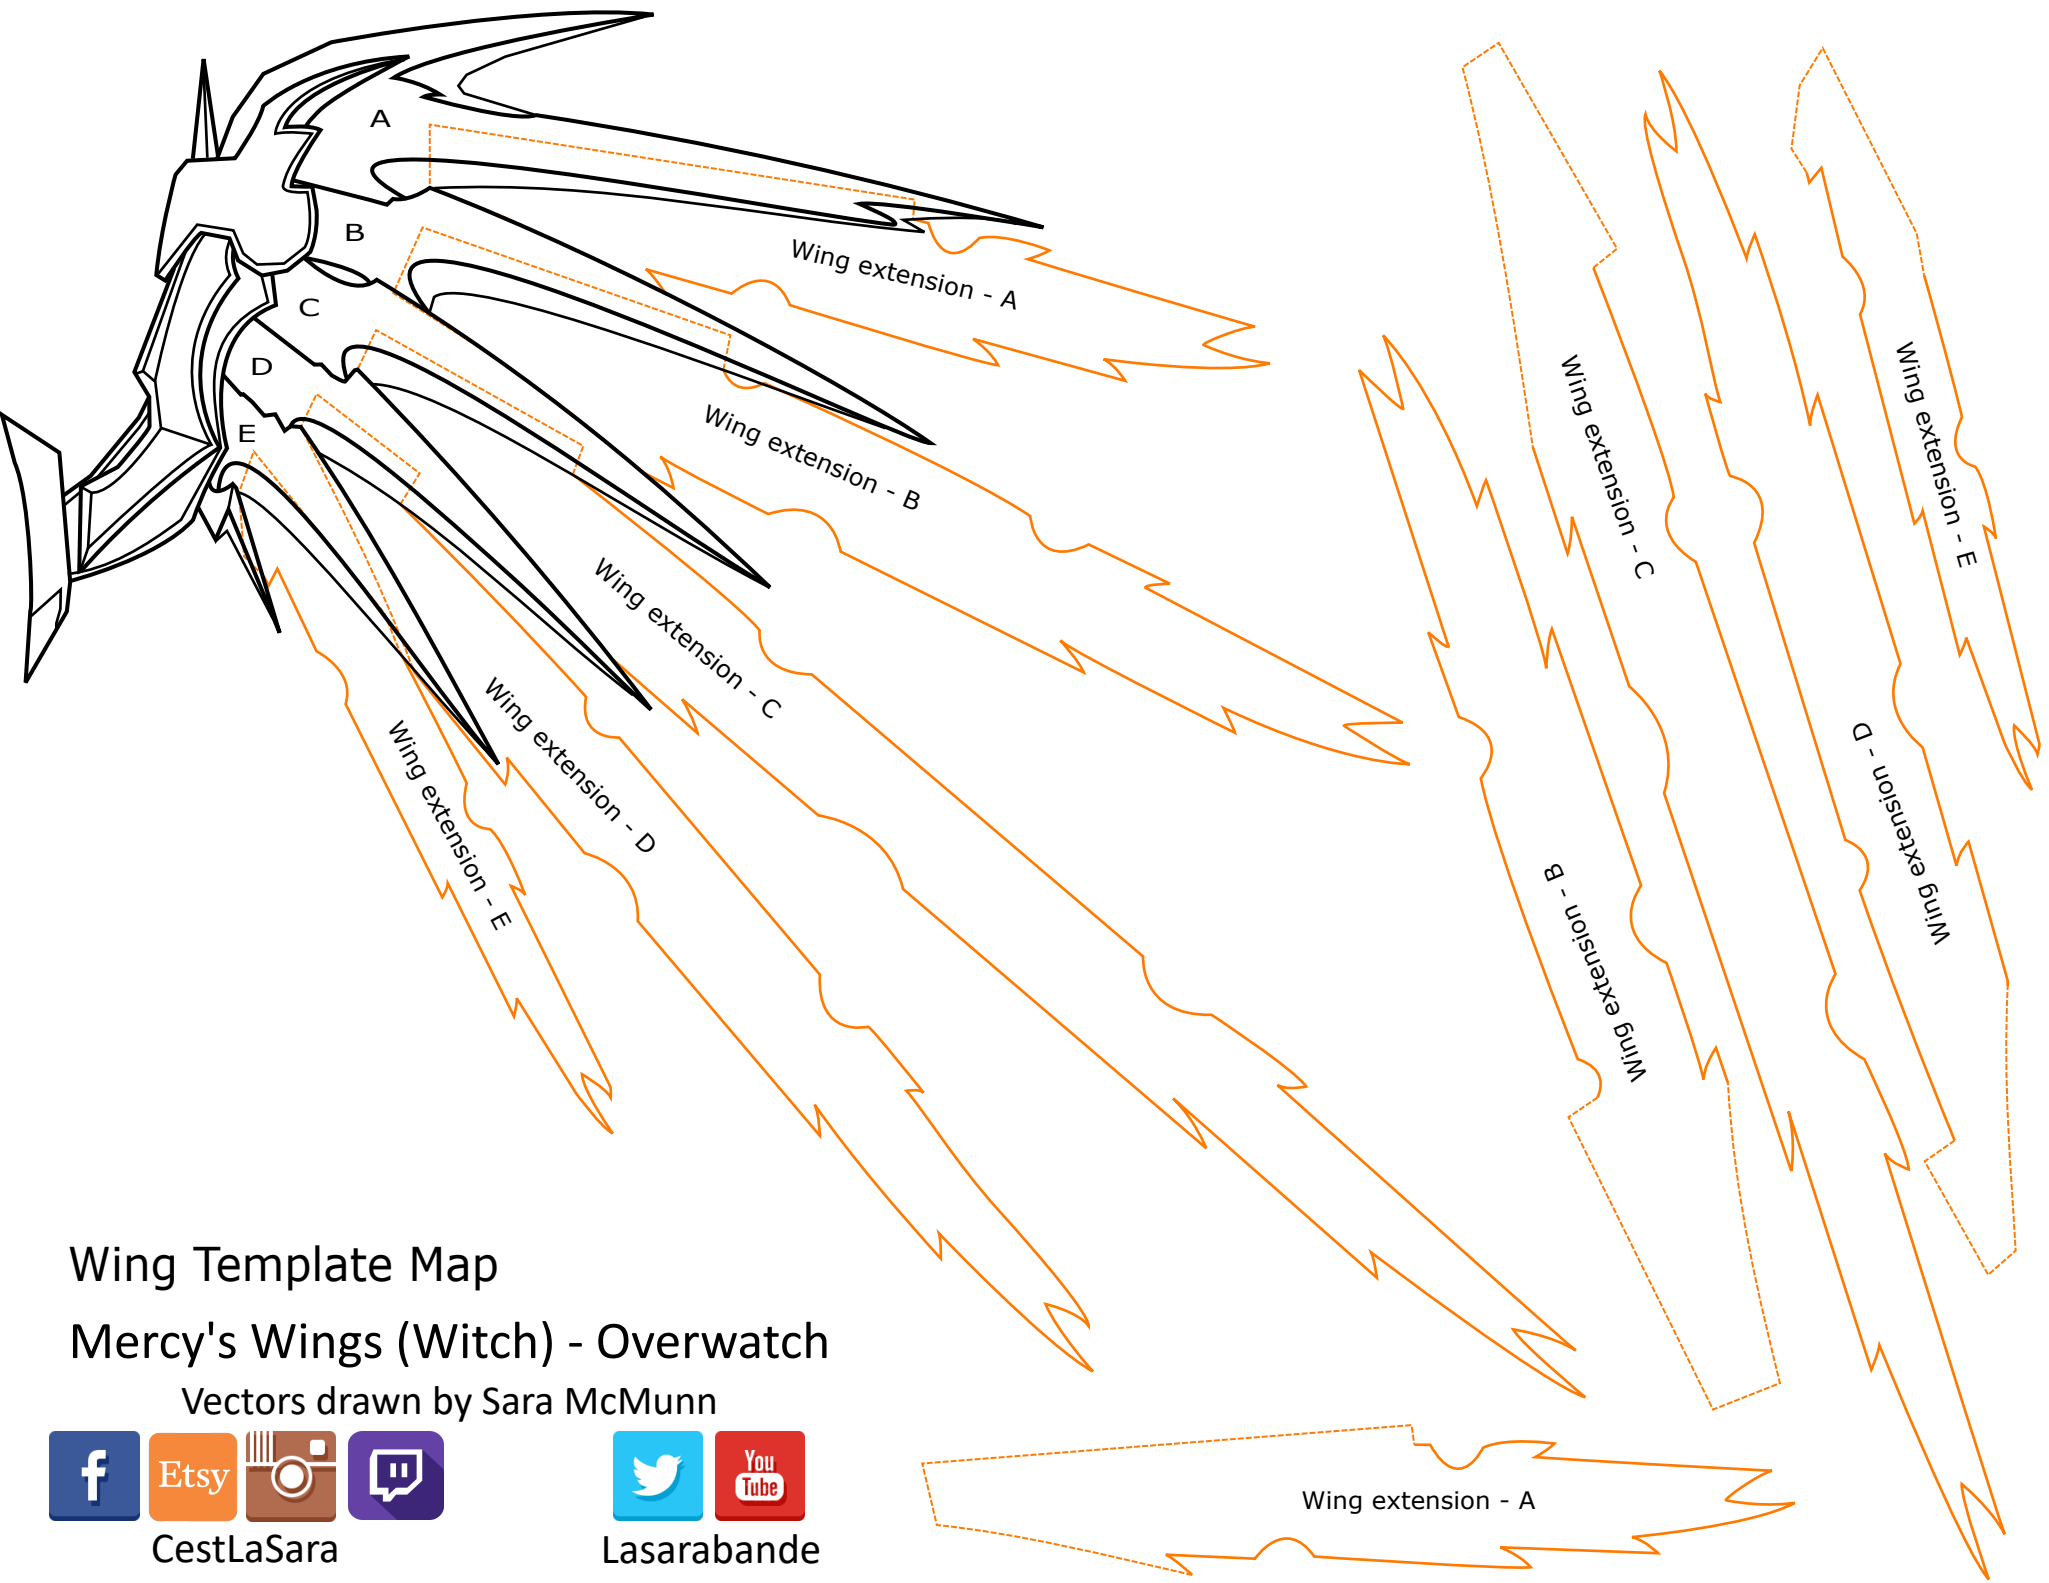 A
B
C
D
E
Wing extension - A
Wing extension - B
Wing extension - C
Wing extension - D
Wing extension - E
Wing extension - C
Wing extension - E
Wing extension - D
Wing extension - B
Wing extension - A
Wing Template Map
Mercy's Wings (Witch) - Overwatch
Vectors drawn by Sara McMunn
f
Etsy
You
Tube
CestLaSara
Lasarabande